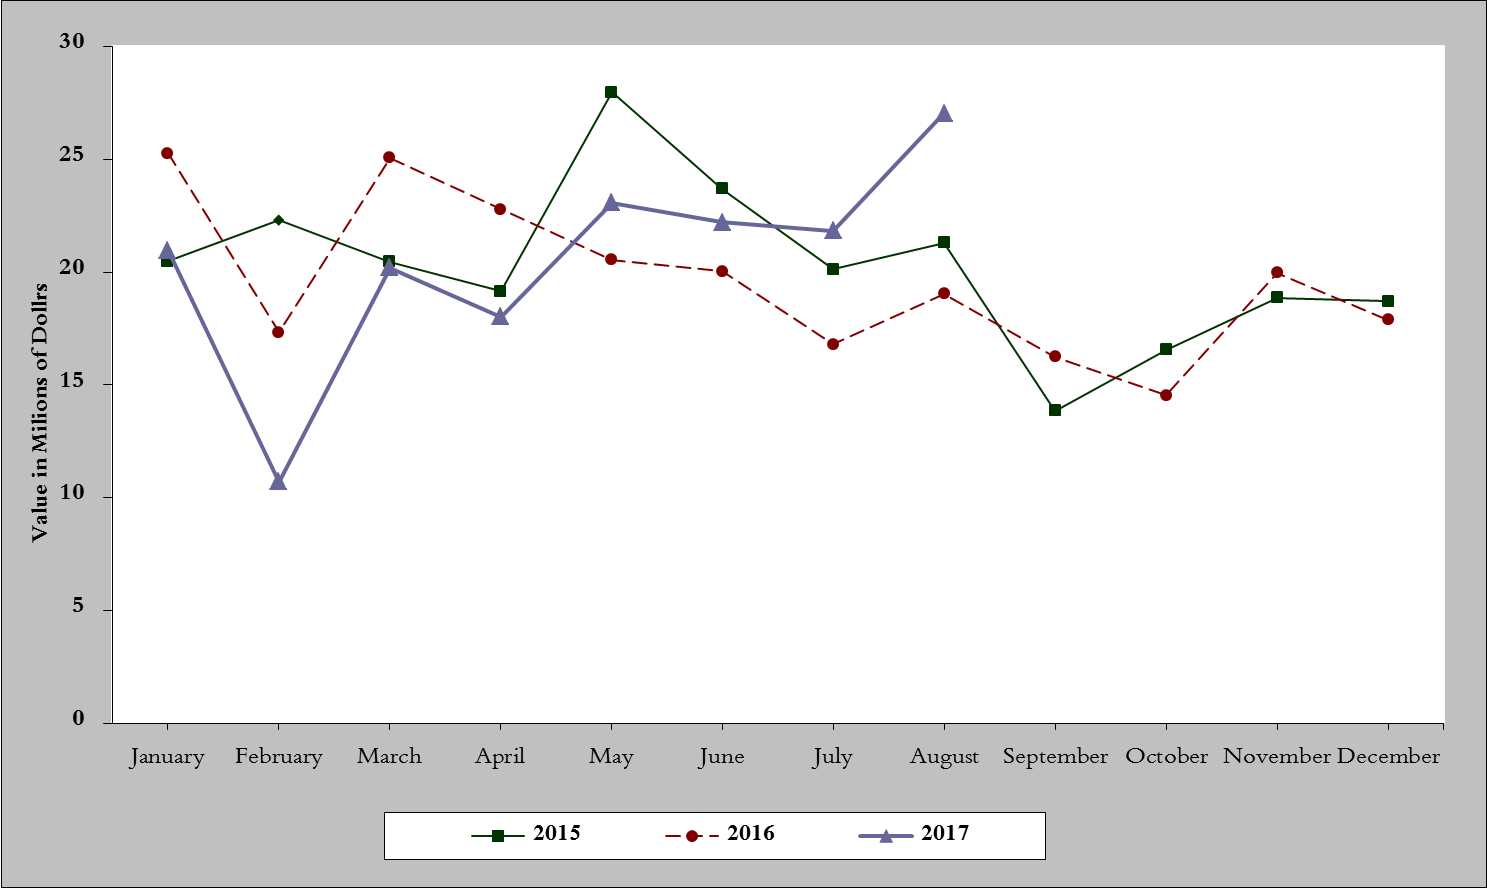 30
25
20
15
10
5
0
Value in Milions of Dollrs
January February March April May June July August September October November December
2015 2016 2017